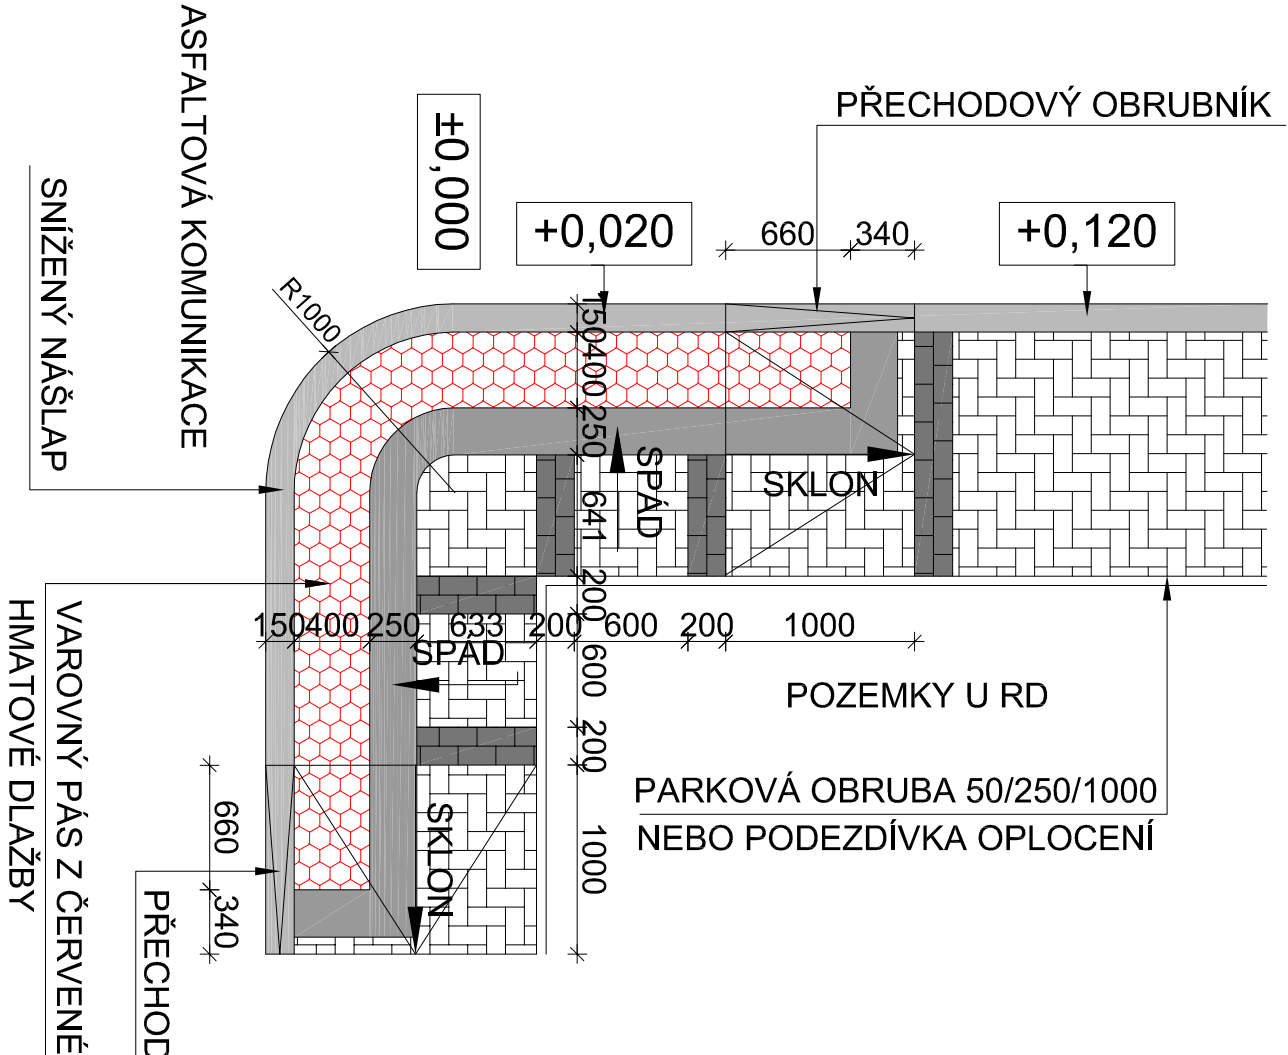 ASFALTOVÁ KOMUNIKACE
SNÍŽENÝ NÁŠLAP
±0,000
PŘECHODOVÝ OBRUBNÍK
+0,020
660
340
+0,120
R1000
150
400
250
641
200
600
200
1000
SPÁD
SKLON
150
400
250
633
200
600
200
1000
SPÁD
POZEMKY U RD
PARKOVÁ OBRUBA 50/250/1000
NEBO PODEZDÍVKA OPLOCENÍ
SKLON
660
340
VAROVNÝ PÁS Z ČERVENÉ
HMATOVÉ DLAŽBY
PŘECHOD